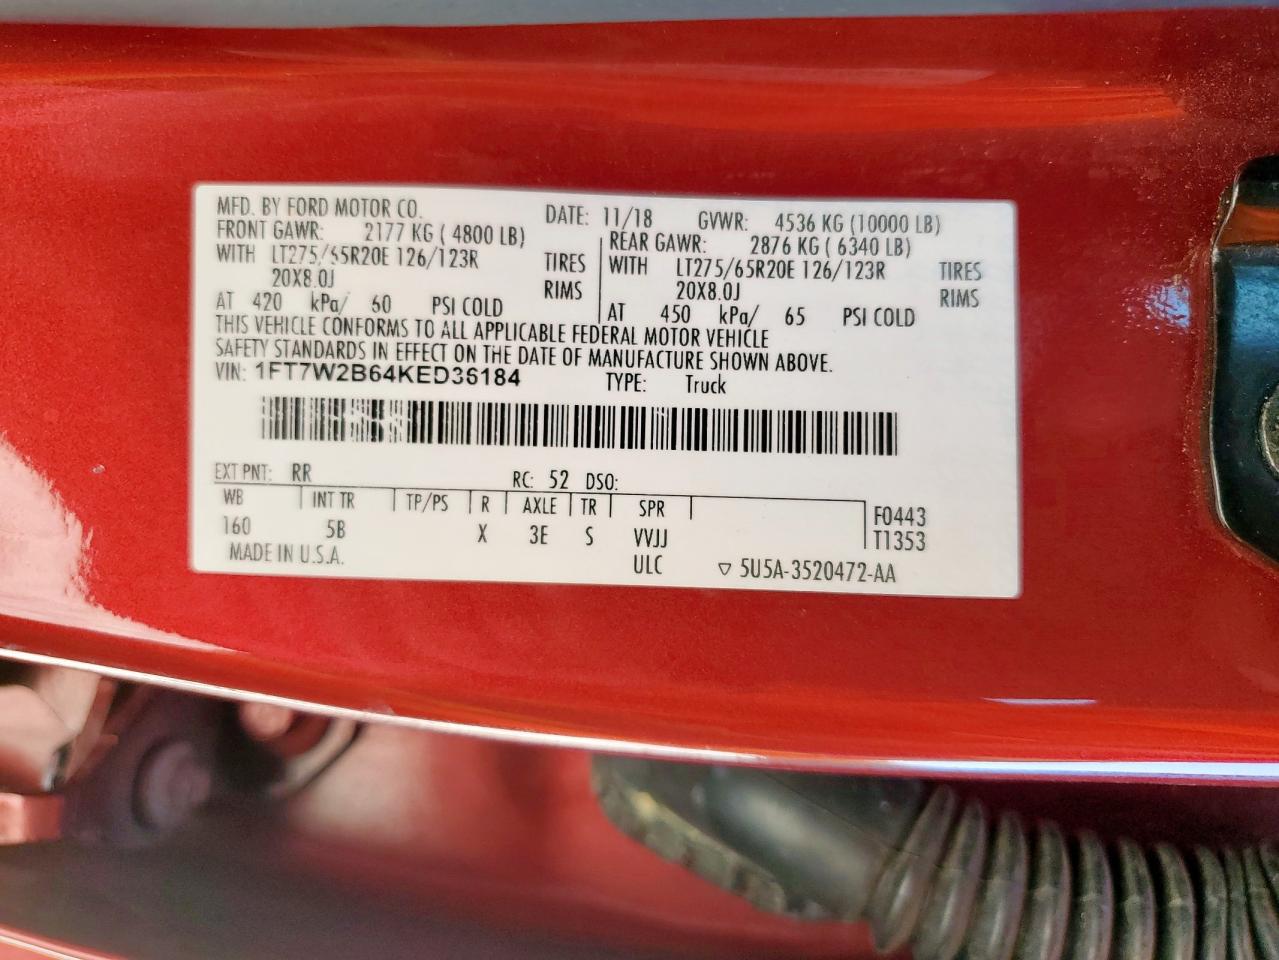 MFD. BY FORD MOTOR CO. DATE: 11/18 GVWR: 4536 KG (10000 LB)
FRONT GAWR: 2177 KG ( 4800 LB) REAR GAWR: 2876 KG ( 6340 LB)
WITH LT275/65R20E 126/123R TIRES WITH LT275/65R20E 126/123R TIRES
20X8.0J RIMS 20X8.0J RIMS
AT 420 kPa/ 60 PSI COLD AT 450 kPa/ 65 PSI COLD
THIS VEHICLE CONFORMS TO ALL APPLICABLE FEDERAL MOTOR VEHICLE
SAFETY STANDARDS IN EFFECT ON THE DATE OF MANUFACTURE SHOWN ABOVE.
VIN: 1FT7W2B64KED36184 TYPE: Truck
EXT PNT: RR RC: 52 DSO:
WB INT TR TP/PS R AXLE TR SPR F0443
160 5B X 3E S VVJJ T1353
MADE IN U.S.A. ULC ▽ 5U5A-3520472-AA